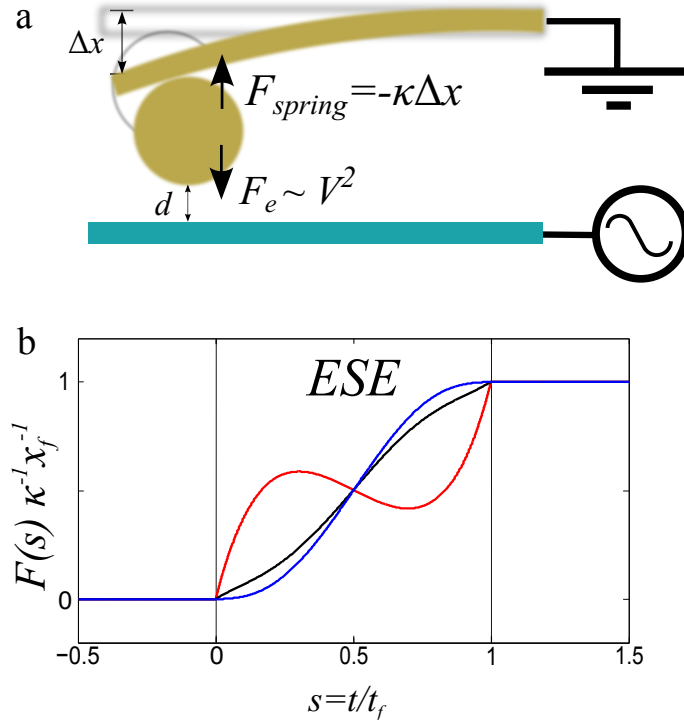 a
Δx
F_spring=-κΔx
d
F_e ~ V²
b
ESE
1
0
F(s) κ⁻¹x_f⁻¹
−0.5 0 0.5 1 1.5
s=t/t_f